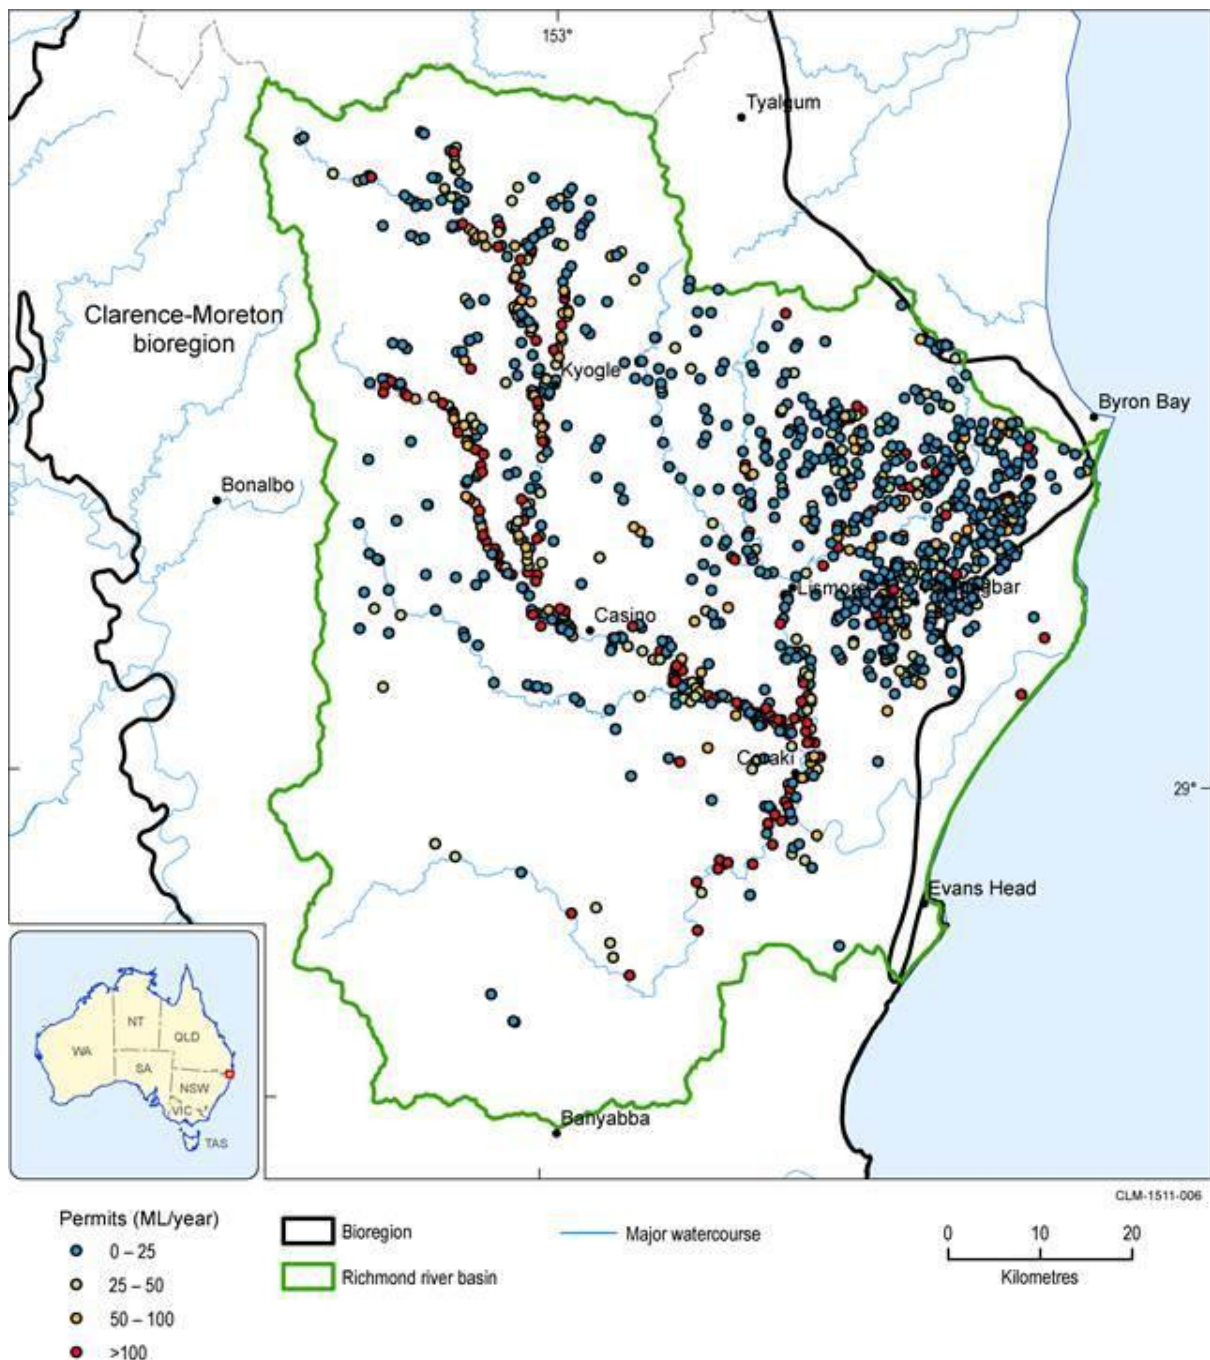 153°
Tyalgum
Clarence-Moreton
bioregion
Kyogle
Byron Bay
Bonalbo
Lismore
Casino
Coraki
29°
Evans Head
NT
QLD
WA
SA
NSW
VIC
TAS
Banyabba
CLM-1511-006
Permits (ML/year)
0 – 25
25 – 50
50 – 100
>100
Bioregion
Richmond river basin
Major watercourse
0 10 20
Kilometres